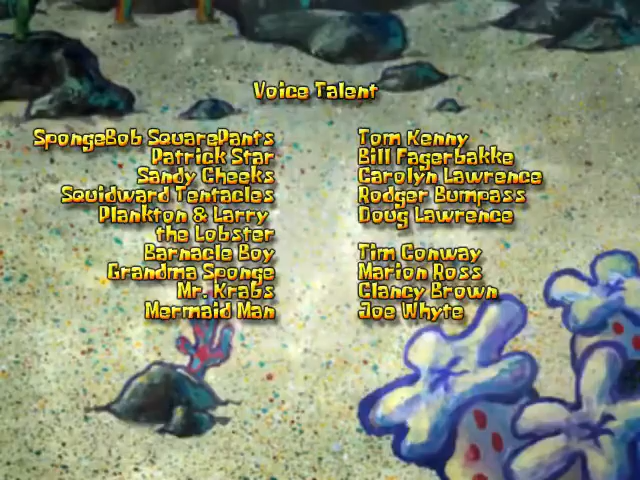 Voice Talent
SpongeBob SquarePants Tom Kenny
Patrick Star Bill Fagerbakke
Sandy Cheeks Carolyn Lawrence
Squidward Tentacles Rodger Bumpass
Plankton & Larry Doug Lawrence
the Lobster
Barnacle Boy Tim Conway
Grandma Sponge Marion Ross
Mr. Krabs Clancy Brown
Mermaid Man Joe Whyte